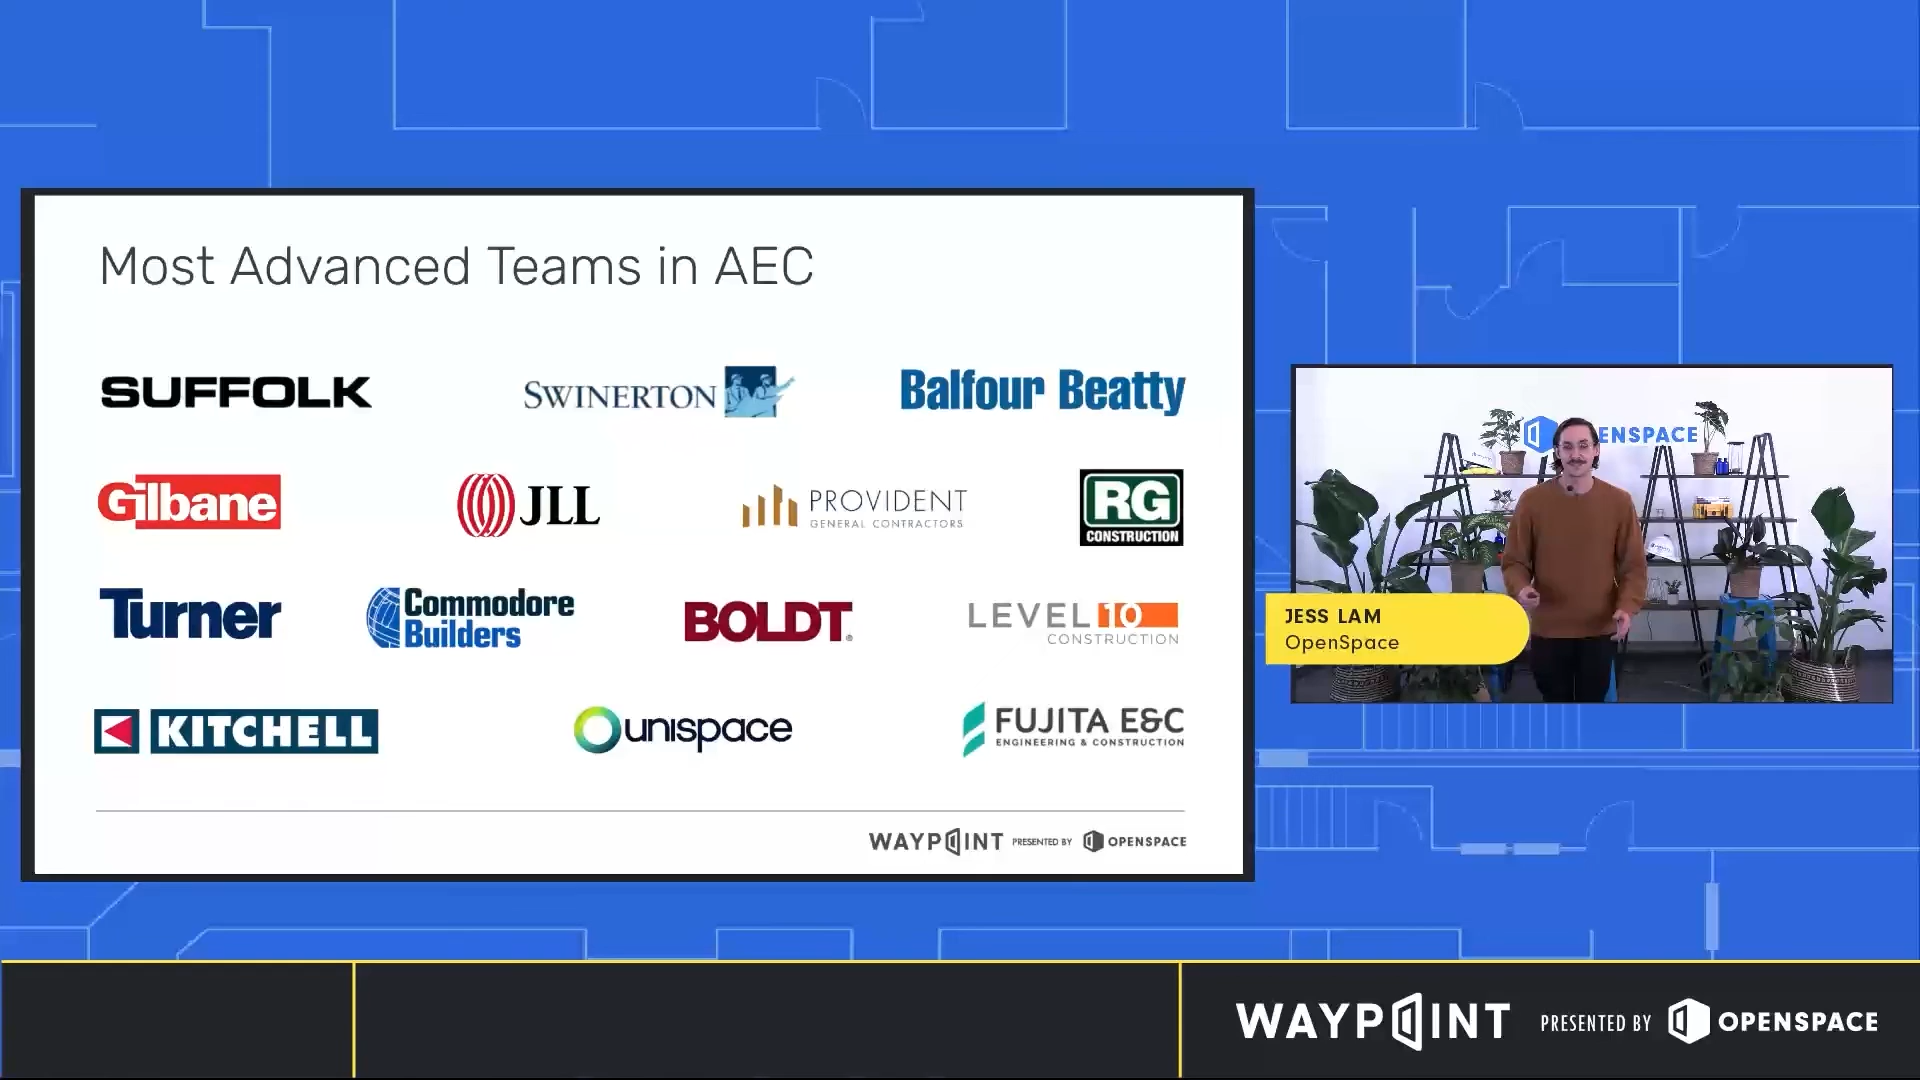 Most Advanced Teams in AEC
SUFFOLK
SWINERTON
Balfour Beatty
Gilbane
JLL
PROVIDENT
GENERAL CONTRACTORS
RG
CONSTRUCTION
Turner
Commodore
Builders
BOLDT
LEVEL 10
CONSTRUCTION
KITCHELL
unispace
FUJITA E&C
ENGINEERING & CONSTRUCTION
WAYPOINT PRESENTED BY OPENSPACE
ENSPACE
JESS LAM
OpenSpace
WAYPOINT PRESENTED BY OPENSPACE